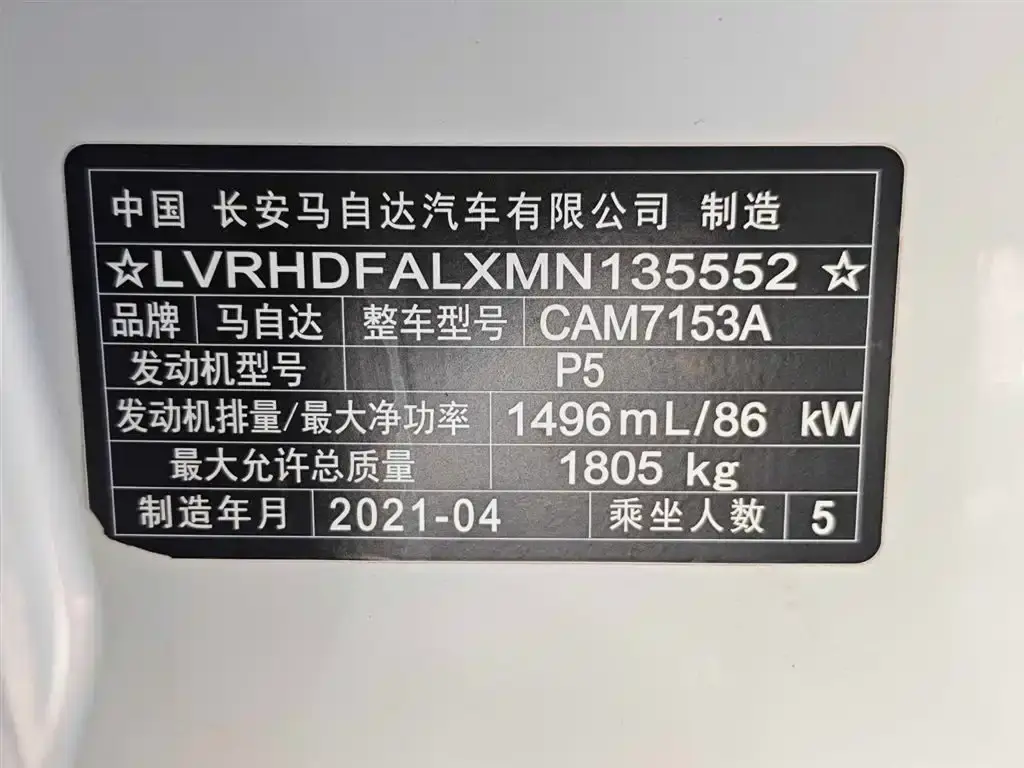 中国 长安马自达汽车有限公司 制造
☆LVRHDFALXMN135552☆
品牌 马自达 整车型号 CAM7153A
发动机型号 P5
发动机排量/最大净功率 1496mL/86 kW
最大允许总质量 1805 kg
制造年月 2021-04 乘坐人数 5